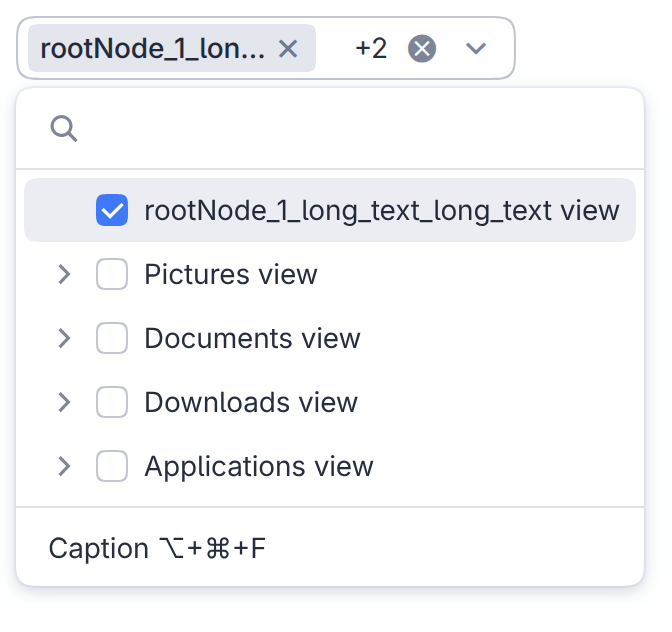 rootNode_1_lon... +2
rootNode_1_long_text_long_text view
Pictures view
Documents view
Downloads view
Applications view
Caption ⌥+⌘+F